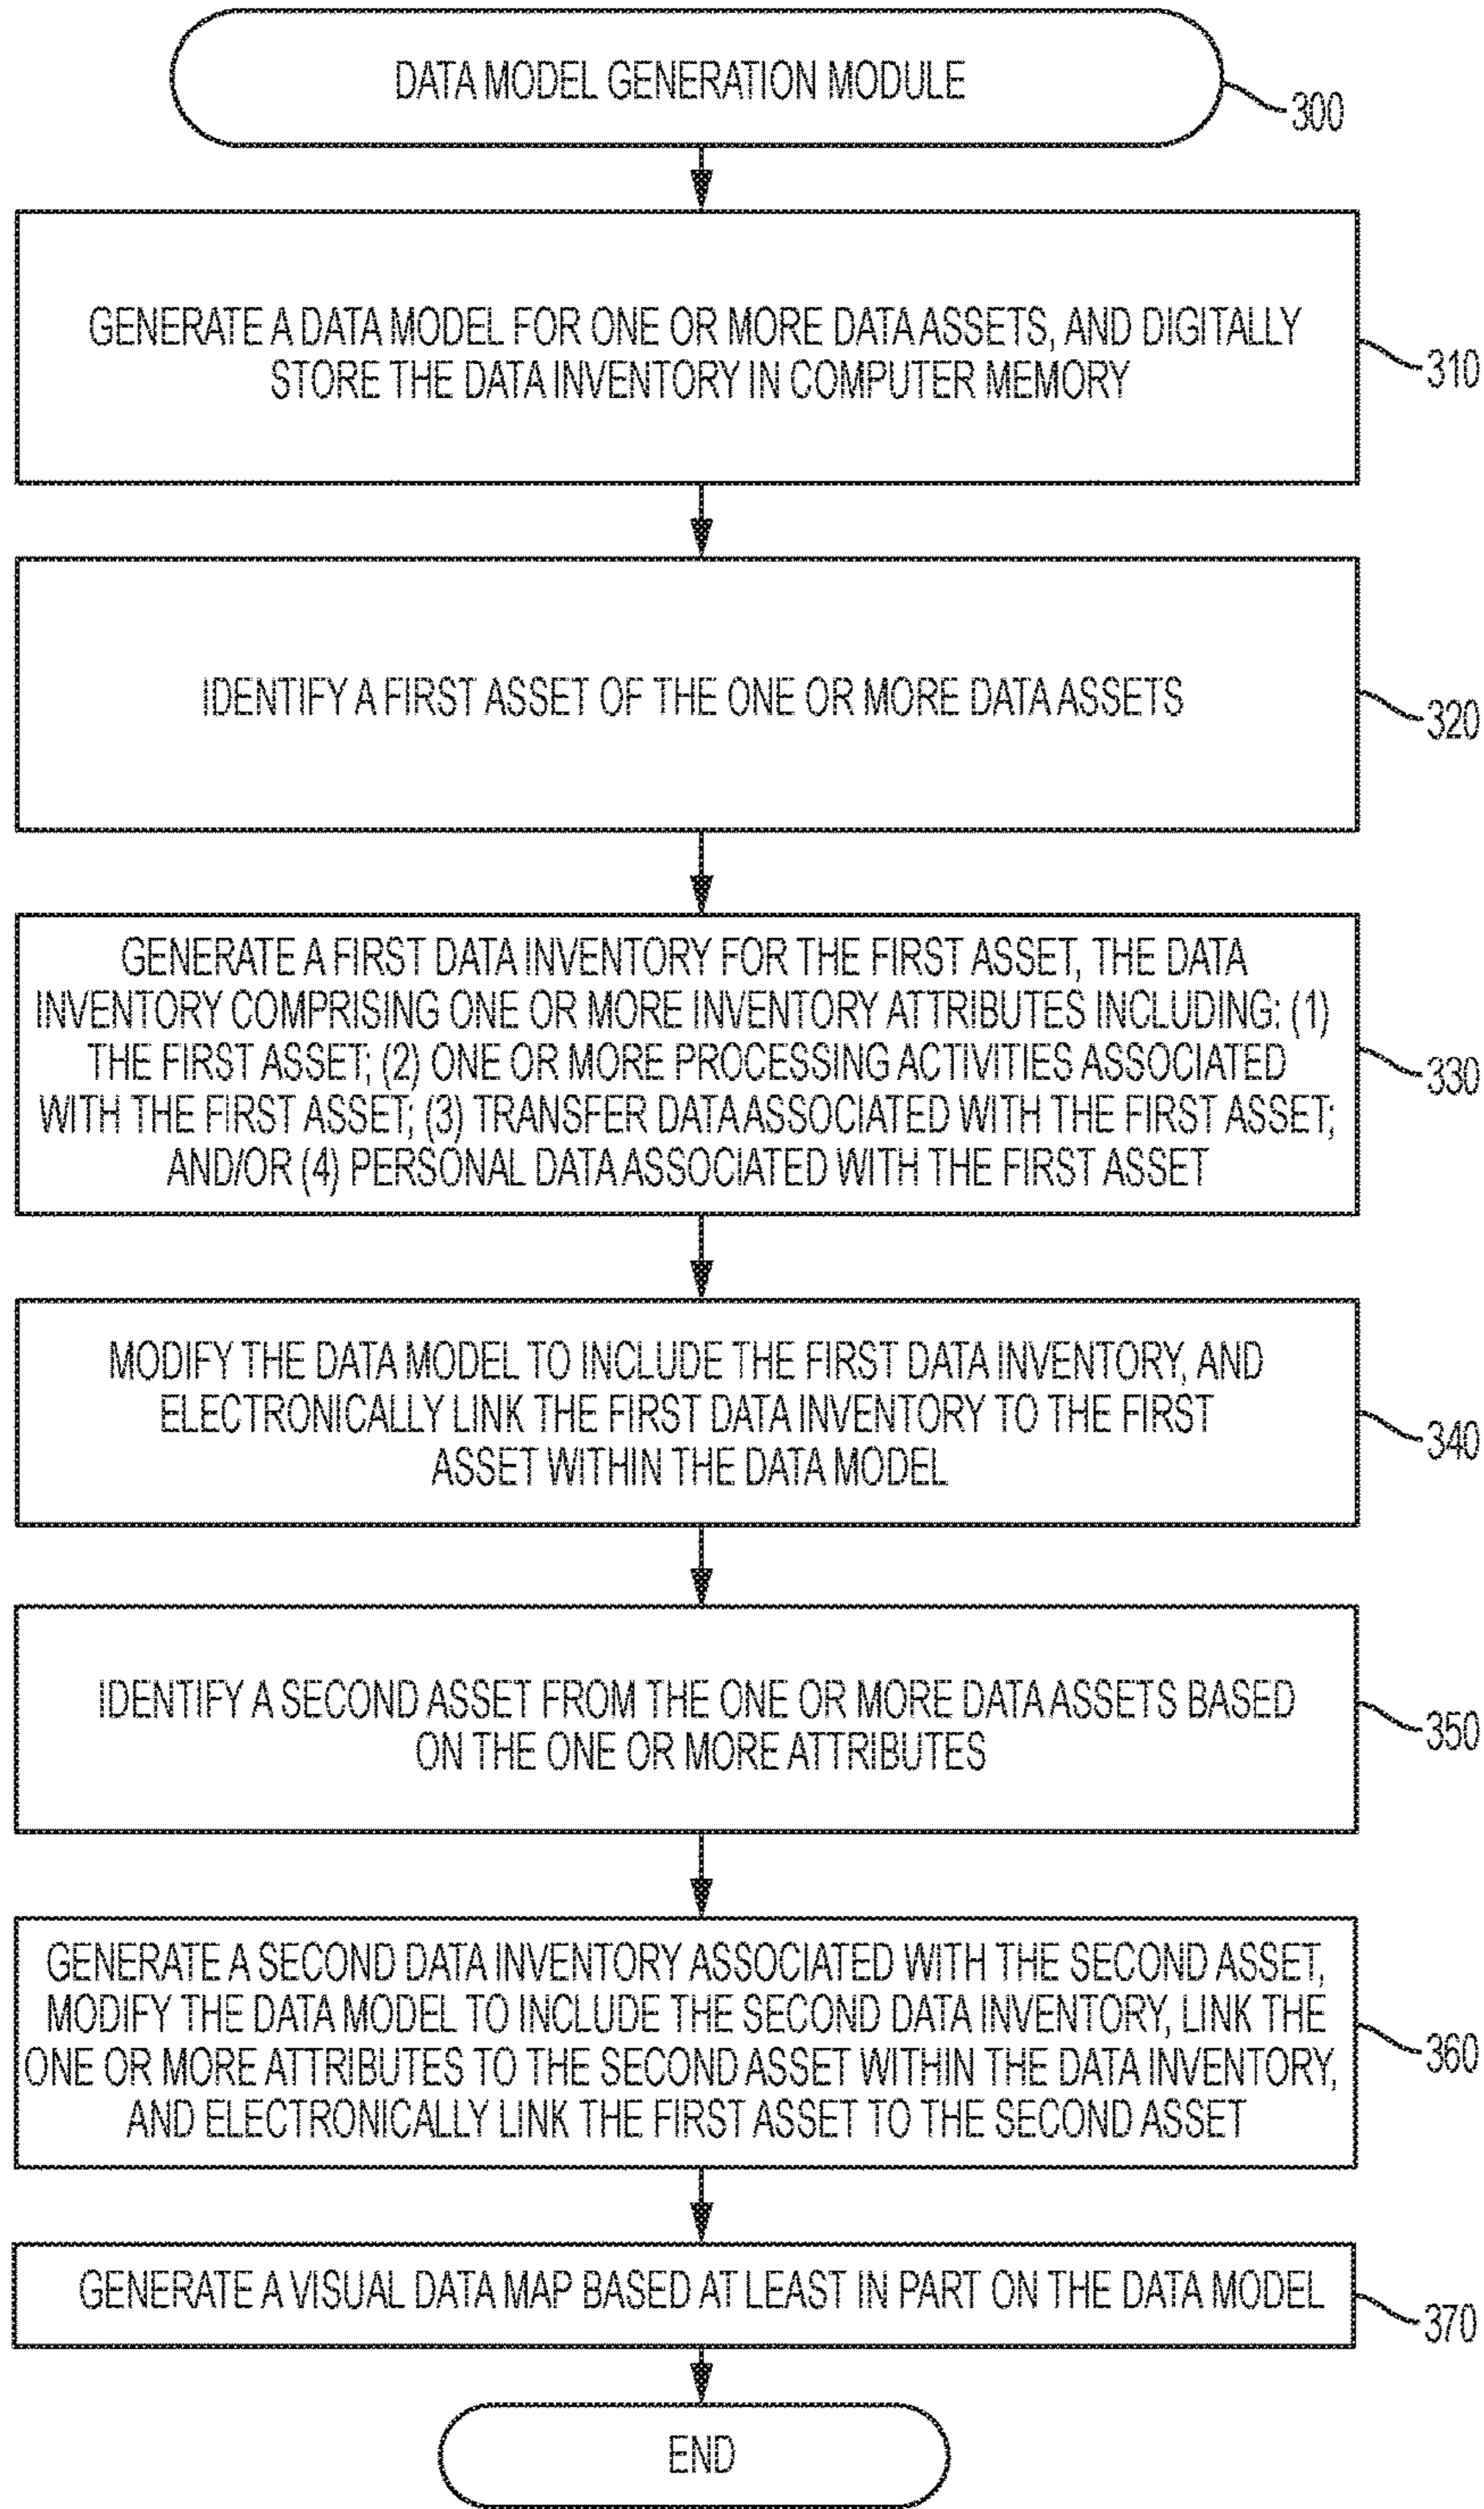 DATA MODEL GENERATION MODULE
300
GENERATE A DATA MODEL FOR ONE OR MORE DATA ASSETS, AND DIGITALLY
STORE THE DATA INVENTORY IN COMPUTER MEMORY
310
IDENTIFY A FIRST ASSET OF THE ONE OR MORE DATA ASSETS
320
GENERATE A FIRST DATA INVENTORY FOR THE FIRST ASSET, THE DATA
INVENTORY COMPRISING ONE OR MORE INVENTORY ATTRIBUTES INCLUDING: (1)
THE FIRST ASSET; (2) ONE OR MORE PROCESSING ACTIVITIES ASSOCIATED
WITH THE FIRST ASSET; (3) TRANSFER DATA ASSOCIATED WITH THE FIRST ASSET;
AND/OR (4) PERSONAL DATA ASSOCIATED WITH THE FIRST ASSET
330
MODIFY THE DATA MODEL TO INCLUDE THE FIRST DATA INVENTORY, AND
ELECTRONICALLY LINK THE FIRST DATA INVENTORY TO THE FIRST
ASSET WITHIN THE DATA MODEL
340
IDENTIFY A SECOND ASSET FROM THE ONE OR MORE DATA ASSETS BASED
ON THE ONE OR MORE ATTRIBUTES
350
GENERATE A SECOND DATA INVENTORY ASSOCIATED WITH THE SECOND ASSET,
MODIFY THE DATA MODEL TO INCLUDE THE SECOND DATA INVENTORY, LINK THE
ONE OR MORE ATTRIBUTES TO THE SECOND ASSET WITHIN THE DATA INVENTORY,
AND ELECTRONICALLY LINK THE FIRST ASSET TO THE SECOND ASSET
360
GENERATE A VISUAL DATA MAP BASED AT LEAST IN PART ON THE DATA MODEL
370
END